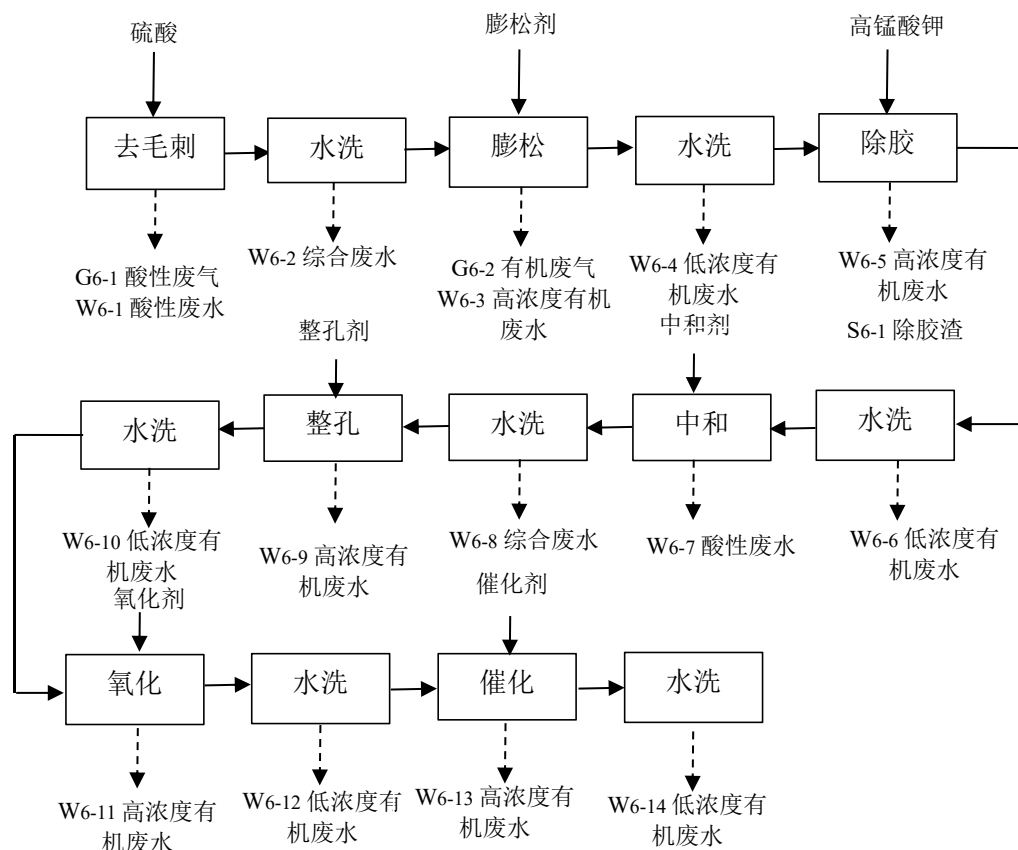 硫酸
膨松剂
高锰酸钾
去毛刺
水洗
膨松
水洗
除胶
G6-1 酸性废气
W6-1 酸性废水
W6-2 综合废水
G6-2 有机废气
W6-3 高浓度有机
废水
W6-4 低浓度有
机废水
W6-5 高浓度有
机废水
S6-1 除胶渣
整孔剂
中和剂
水洗
整孔
水洗
中和
水洗
W6-10 低浓度有
机废水
W6-9 高浓度有
机废水
W6-8 综合废水
W6-7 酸性废水
W6-6 低浓度有
机废水
氧化剂
催化剂
氧化
水洗
催化
水洗
W6-11 高浓度有
机废水
W6-12 低浓度有
机废水
W6-13 高浓度有
机废水
W6-14 低浓度有
机废水